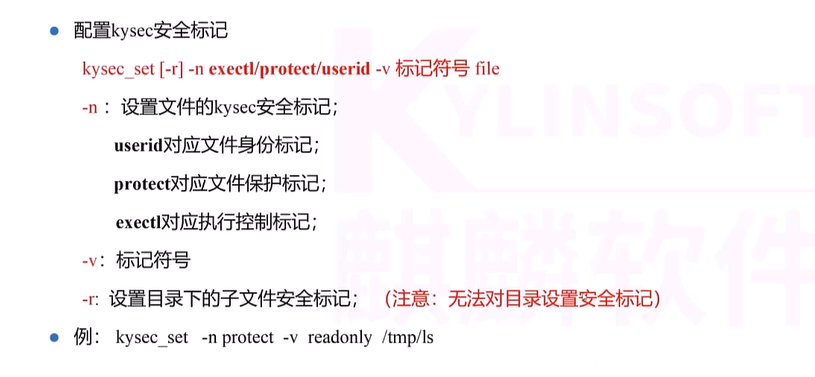 配置kysec安全标记
kysec_set [-r] -n exectl/protect/userid -v 标记符号 file
-n ：设置文件的kysec安全标记；
userid对应文件身份标记；
protect对应文件保护标记；
exectl对应执行控制标记；
-v：标记符号
-r: 设置目录下的子文件安全标记；（注意：无法对目录设置安全标记）
例： kysec_set -n protect -v readonly /tmp/ls
KYLINSOFT
麒麟软件